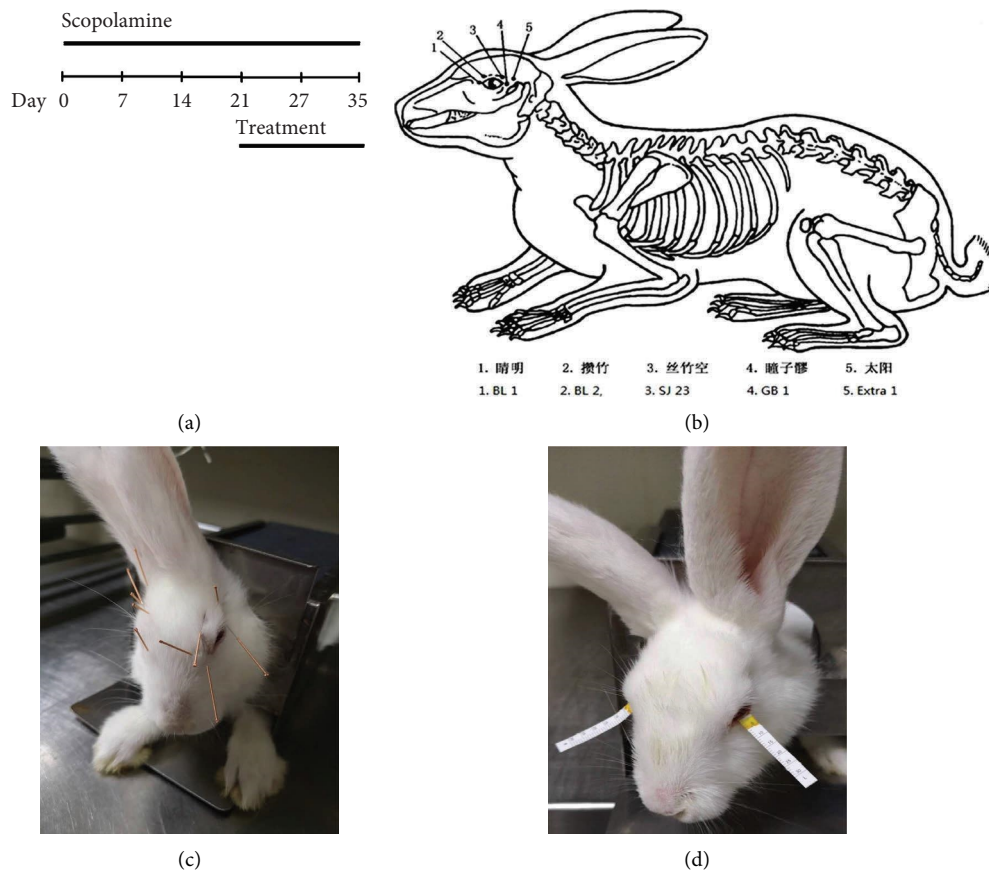 Scopolamine
Day 0 7 14 21 27 35
Treatment
(a)
1 2 3 4 5
1. 睛明 2. 攒竹 3. 丝竹空 4. 瞳子髎 5. 太阳
1. BL 1 2. BL 2, 3. SJ 23 4. GB 1 5. Extra 1
(b)
(c)
(d)